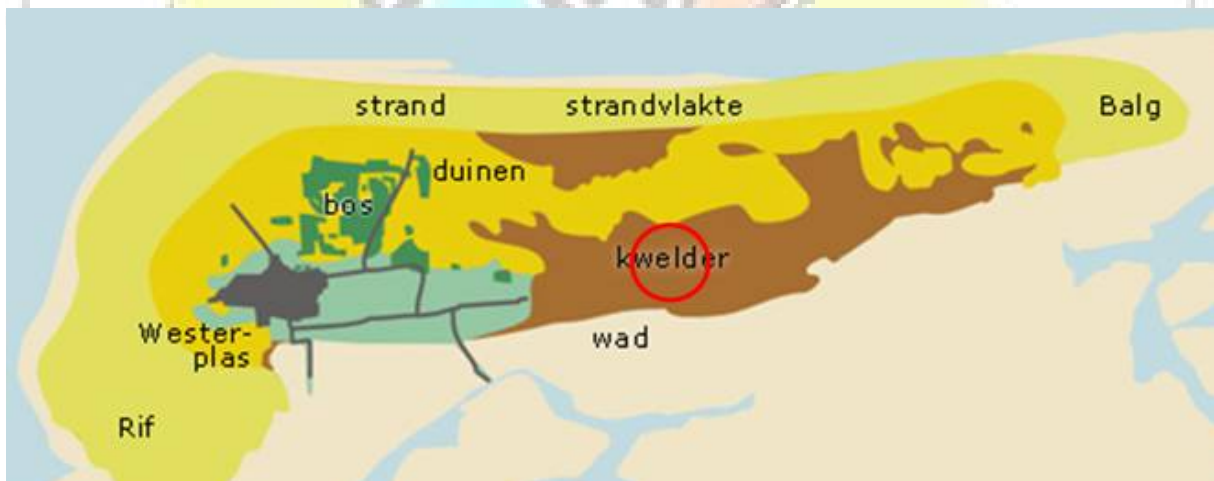 strand
strandvlakte
Balg
duinen
bos
kwelder
Wester-
plas
wad
Rif